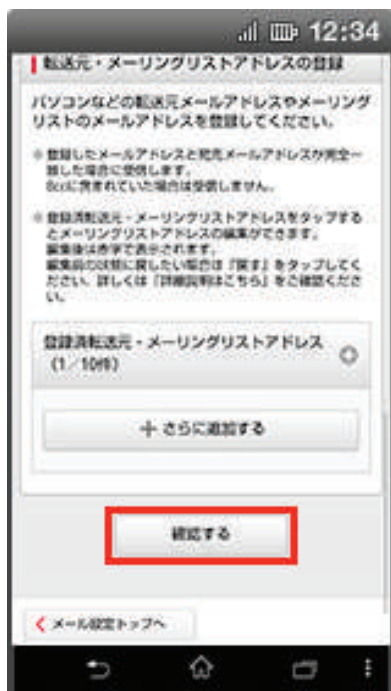 12:34
転送元・メーリングリストアドレスの登録
パソコンなどの転送元メールアドレスやメーリング
リストのメールアドレスを登録してください。
※登録したメールアドレスと宛先メールアドレスが完全一
致した場合に受信します。
Bccに含まれていた場合は受信しません。
※登録済転送元・メーリングリストアドレスをタップする
とメーリングリストアドレスの編集ができます。
編集後は赤字で表示されます。
編集前の状態に戻したい場合は「戻す」をタップしてく
ださい。詳しくは「詳細説明はこちら」をご確認くださ
い。
登録済転送元・メーリングリストアドレス
(1/10件)
+ さらに追加する
確認する
メール設定トップへ